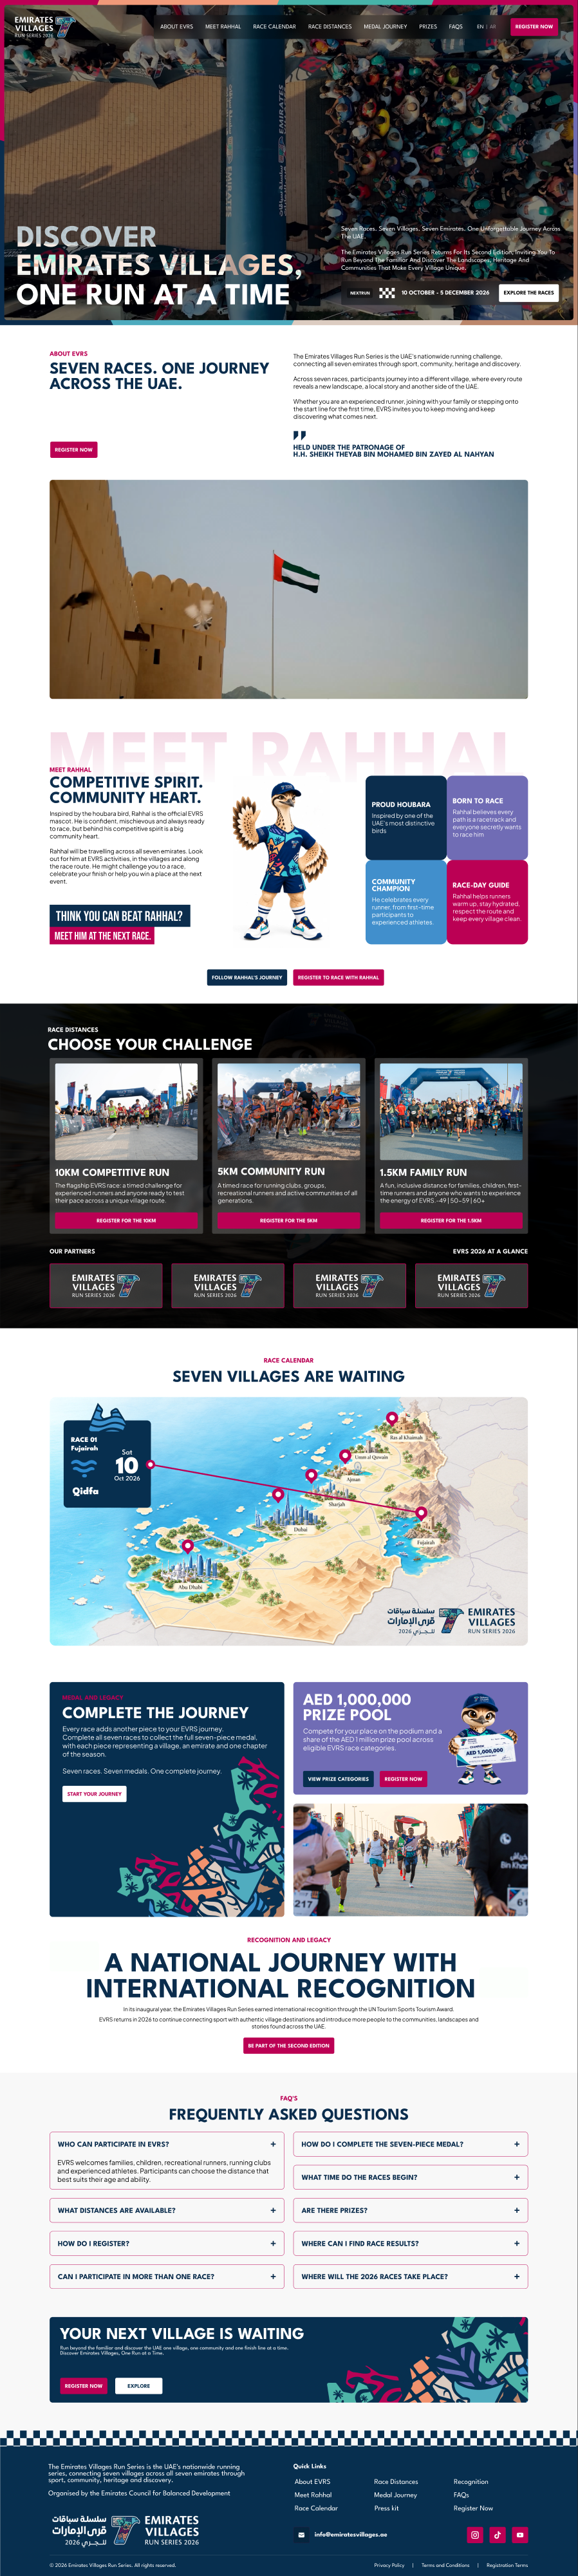 EMIRATES
VILLAGES
RUN SERIES 2026
ABOUT EVRS
MEET RAHHAL
RACE CALENDAR
RACE DISTANCES
MEDAL JOURNEY
PRIZES
FAQS
EN | AR
REGISTER NOW
DISCOVER
EMIRATES VILLAGES,
ONE RUN AT A TIME
Seven Races. Seven Villages. Seven Emirates. One Unforgettable Journey Across
The UAE.
The Emirates Villages Run Series Returns For Its Second Edition, Inviting You To
Run Beyond The Familiar And Discover The Landscapes, Heritage And
Communities That Make Every Village Unique.
NEXT RUN
10 OCTOBER - 5 DECEMBER 2026
EXPLORE THE RACES
ABOUT EVRS
SEVEN RACES. ONE JOURNEY
ACROSS THE UAE.
REGISTER NOW
The Emirates Villages Run Series is the UAE's nationwide running challenge,
connecting all seven emirates through sport, community, heritage and discovery.
Across seven races, participants journey into a different village, where every route
reveals a new landscape, a local story and another side of the UAE.
Whether you are an experienced runner, joining with your family or stepping onto
the start line for the first time, EVRS invites you to keep moving and keep
discovering what comes next.
HELD UNDER THE PATRONAGE OF
H.H. SHEIKH THEYAB BIN MOHAMED BIN ZAYED AL NAHYAN
MEET RAHHAL
MEET RAHHAL
COMPETITIVE SPIRIT.
COMMUNITY HEART.
Inspired by the houbara bird, Rahhal is the official EVRS
mascot. He is confident, mischievous and always ready
to race, but behind his competitive spirit is a big
community heart.
Rahhal will be travelling across all seven emirates. Look
out for him at EVRS activities, in the villages and along
the race route. He might challenge you to a race,
celebrate your finish or help you win a place at the next
event.
THINK YOU CAN BEAT RAHHAL?
MEET HIM AT THE NEXT RACE.
PROUD HOUBARA
Inspired by one of the
UAE's most distinctive
birds
BORN TO RACE
Rahhal believes every
path is a racetrack and
everyone secretly wants
to race him
COMMUNITY
CHAMPION
He celebrates every
runner, from first-time
participants to
experienced athletes.
RACE-DAY GUIDE
Rahhal helps runners
warm up, stay hydrated,
respect the route and
keep every village clean.
FOLLOW RAHHAL'S JOURNEY
REGISTER TO RACE WITH RAHHAL
RACE DISTANCES
CHOOSE YOUR CHALLENGE
10KM COMPETITIVE RUN
The flagship EVRS race: a timed challenge for
experienced runners and anyone ready to test
their pace across a unique village route.
REGISTER FOR THE 10KM
5KM COMMUNITY RUN
A timed race for running clubs, groups,
recreational runners and active communities of all
generations.
REGISTER FOR THE 5KM
1.5KM FAMILY RUN
A fun, inclusive distance for families, children, first-
time runners and anyone who wants to experience
the energy of EVRS.-49 | 50-59 | 60+
REGISTER FOR THE 1.5KM
OUR PARTNERS
EVRS 2026 AT A GLANCE
EMIRATES
VILLAGES
RUN SERIES 2026
EMIRATES
VILLAGES
RUN SERIES 2026
EMIRATES
VILLAGES
RUN SERIES 2026
EMIRATES
VILLAGES
RUN SERIES 2026
RACE CALENDAR
SEVEN VILLAGES ARE WAITING
RACE 01
Fujairah
Qidfa
Sat
10
Oct 2026
Ras al Khaimah
Umm al Quwain
Ajman
Sharjah
Dubai
Fujairah
Abu Dhabi
سلسلة سباقات
قرى الإمارات
للجري 2026
EMIRATES
VILLAGES
RUN SERIES 2026
MEDAL AND LEGACY
COMPLETE THE JOURNEY
Every race adds another piece to your EVRS journey.
Complete all seven races to collect the full seven-piece medal,
with each piece representing a village, an emirate and one chapter
of the season.
Seven races. Seven medals. One complete journey.
START YOUR JOURNEY
AED 1,000,000
PRIZE POOL
Compete for your place on the podium and a
share of the AED 1 million prize pool across
eligible EVRS race categories.
VIEW PRIZE CATEGORIES
REGISTER NOW
AED 1,000,000
RECOGNITION AND LEGACY
A NATIONAL JOURNEY WITH
INTERNATIONAL RECOGNITION
In its inaugural year, the Emirates Villages Run Series earned international recognition through the UN Tourism Sports Tourism Award.
EVRS returns in 2026 to continue connecting sport with authentic village destinations and introduce more people to the communities, landscapes and
stories found across the UAE.
BE PART OF THE SECOND EDITION
FAQ'S
FREQUENTLY ASKED QUESTIONS
WHO CAN PARTICIPATE IN EVRS? +
EVRS welcomes families, children, recreational runners, running clubs
and experienced athletes. Participants can choose the distance that
best suits their age and ability.
WHAT DISTANCES ARE AVAILABLE? +
HOW DO I REGISTER? +
CAN I PARTICIPATE IN MORE THAN ONE RACE? +
HOW DO I COMPLETE THE SEVEN-PIECE MEDAL? +
WHAT TIME DO THE RACES BEGIN? +
ARE THERE PRIZES? +
WHERE CAN I FIND RACE RESULTS? +
WHERE WILL THE 2026 RACES TAKE PLACE? +
YOUR NEXT VILLAGE IS WAITING
Run beyond the familiar and discover the UAE one village, one community and one finish line at a time.
Discover Emirates Villages, One Run at a Time.
REGISTER NOW
EXPLORE
The Emirates Villages Run Series is the UAE's nationwide running
series, connecting seven villages across all seven emirates through
sport, community, heritage and discovery.
Organised by the Emirates Council for Balanced Development
سلسلة سباقات
قرى الإمارات
للجري 2026
EMIRATES
VILLAGES
RUN SERIES 2026
Quick Links
About EVRS
Race Distances
Recognition
Meet Rahhal
Medal Journey
FAQs
Race Calendar
Press kit
Register Now
info@emiratesvillages.ae
© 2026 Emirates Villages Run Series. All rights reserved.
Privacy Policy | Terms and Conditions | Registration Terms